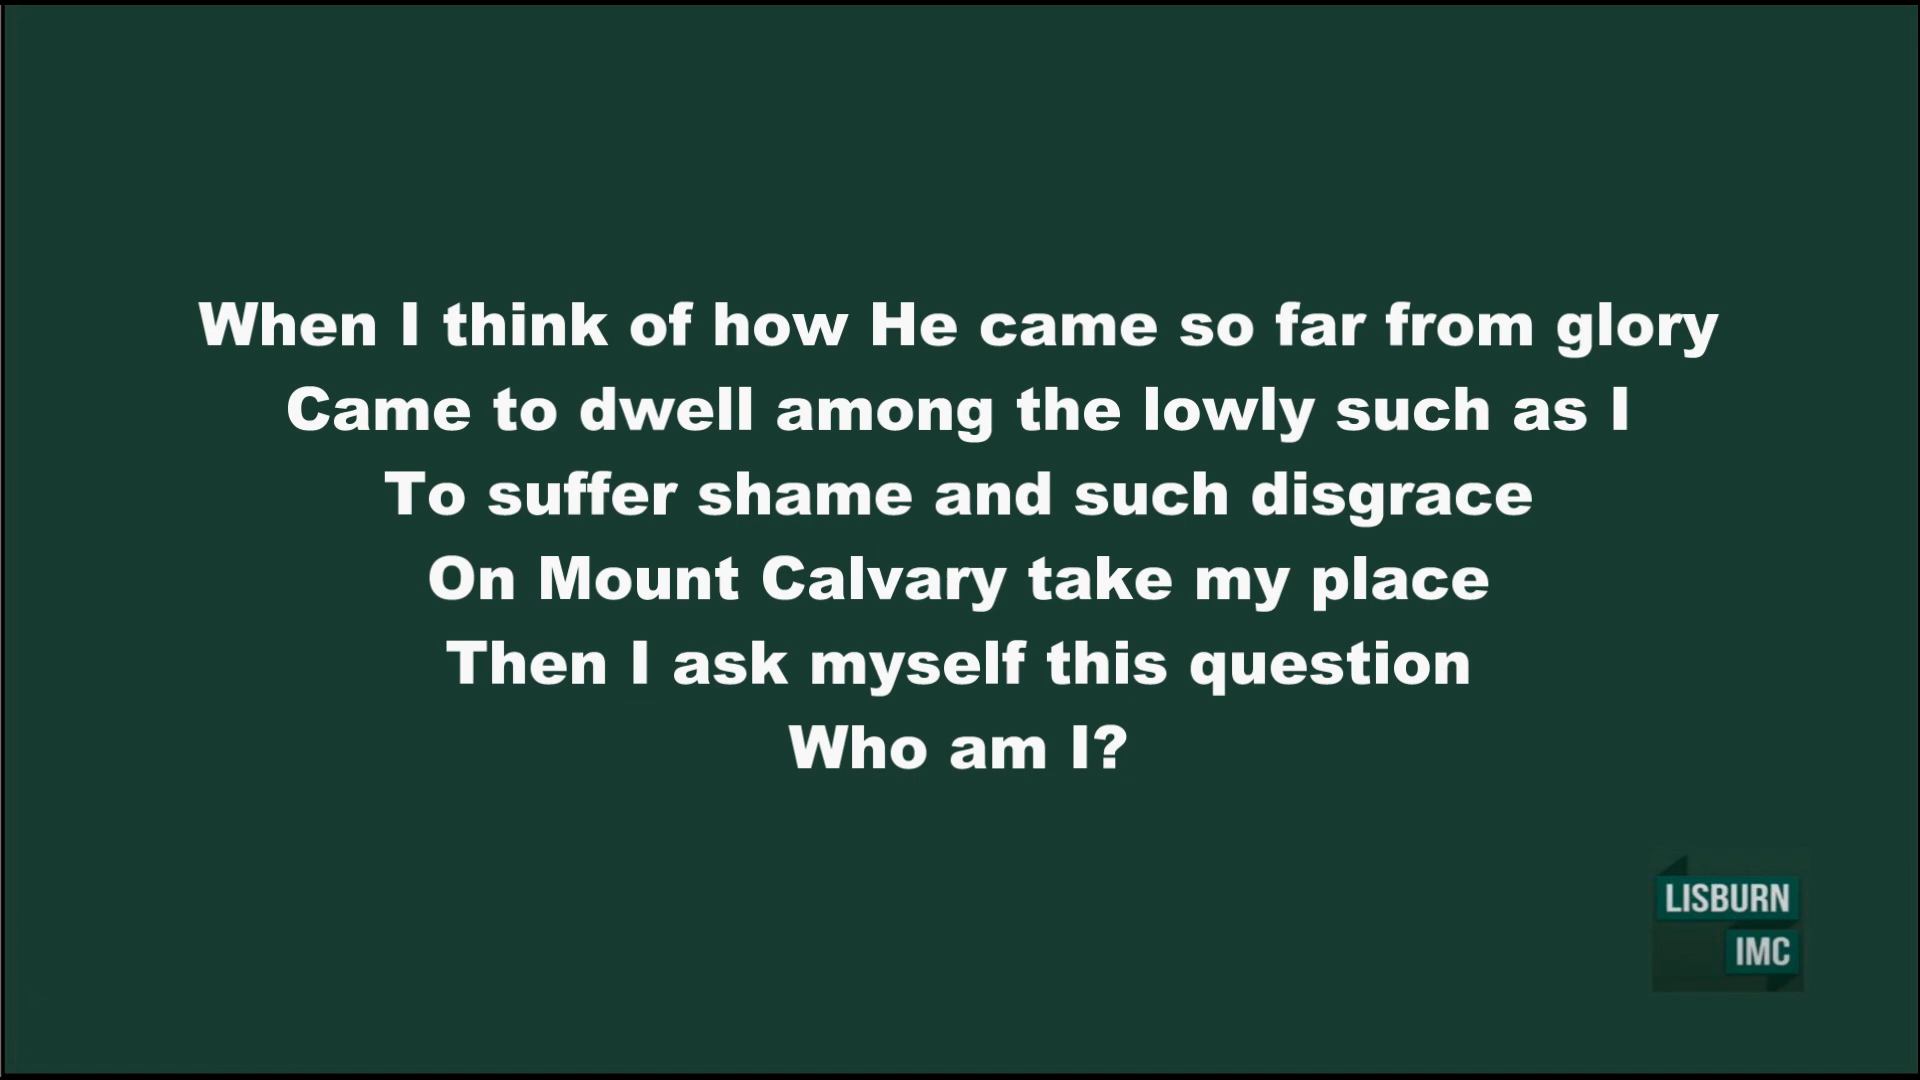 When I think of how He came so far from glory
Came to dwell among the lowly such as I
To suffer shame and such disgrace
On Mount Calvary take my place
Then I ask myself this question
Who am I?
LISBURN
IMC